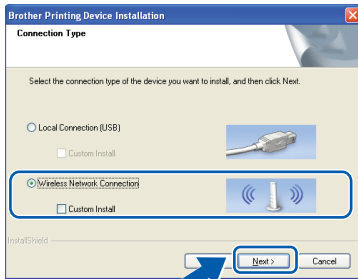 Brother Printing Device Installation
Connection Type
Select the connection type of the device you want to install, and then click Next.
Local Connection (USB)
Custom Install
Wireless Network Connection
Custom Install
InstallShield
Next >
Cancel